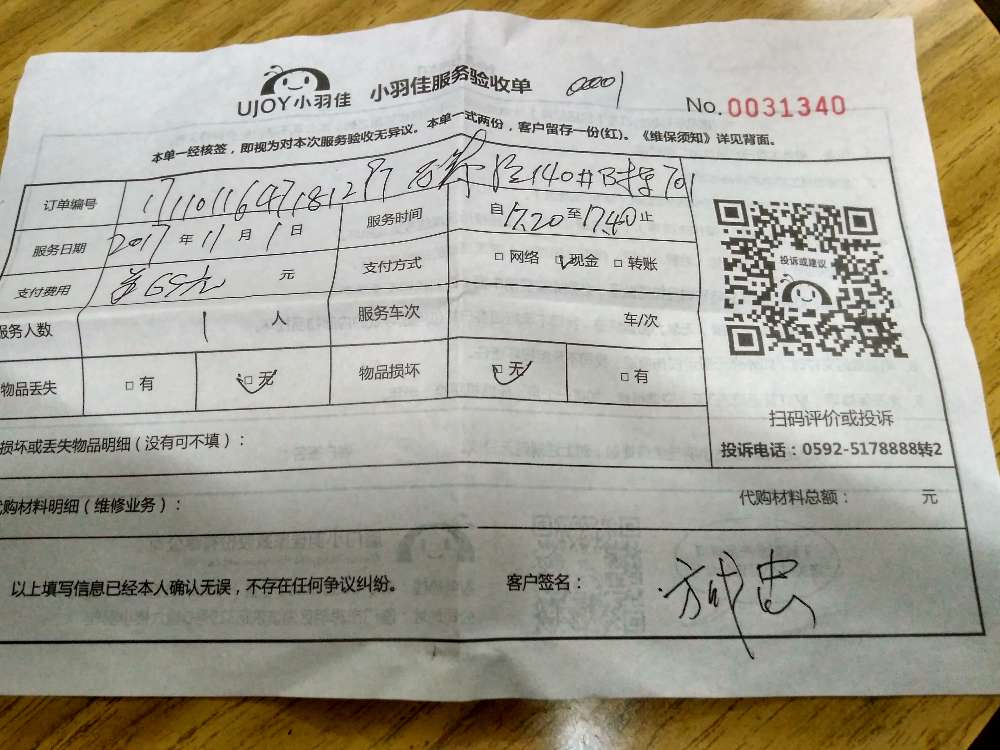 UJOY小羽佳 小羽佳服务验收单 0001 No.0031340
本单一经核签，即视为对本次服务验收无异议。本单一式两份，客户留存一份(红)。《维保须知》详见背面。
订单编号 140#B
服务日期 2017年11月1日 服务时间 自17.20至17.40止
支付费用 65元 元 支付方式 □网络 □现金 □转账
服务人数 1人 服务车次 车/次
物品丢失 □有 □无 物品损坏 □无 □有
投诉或建议
扫码评价或投诉
投诉电话：0592-5178888转2
损坏或丢失物品明细（没有可不填）：
代购材料明细（维修业务）： 代购材料总额： 元
以上填写信息已经本人确认无误，不存在任何争议纠纷。 客户签名：方成忠